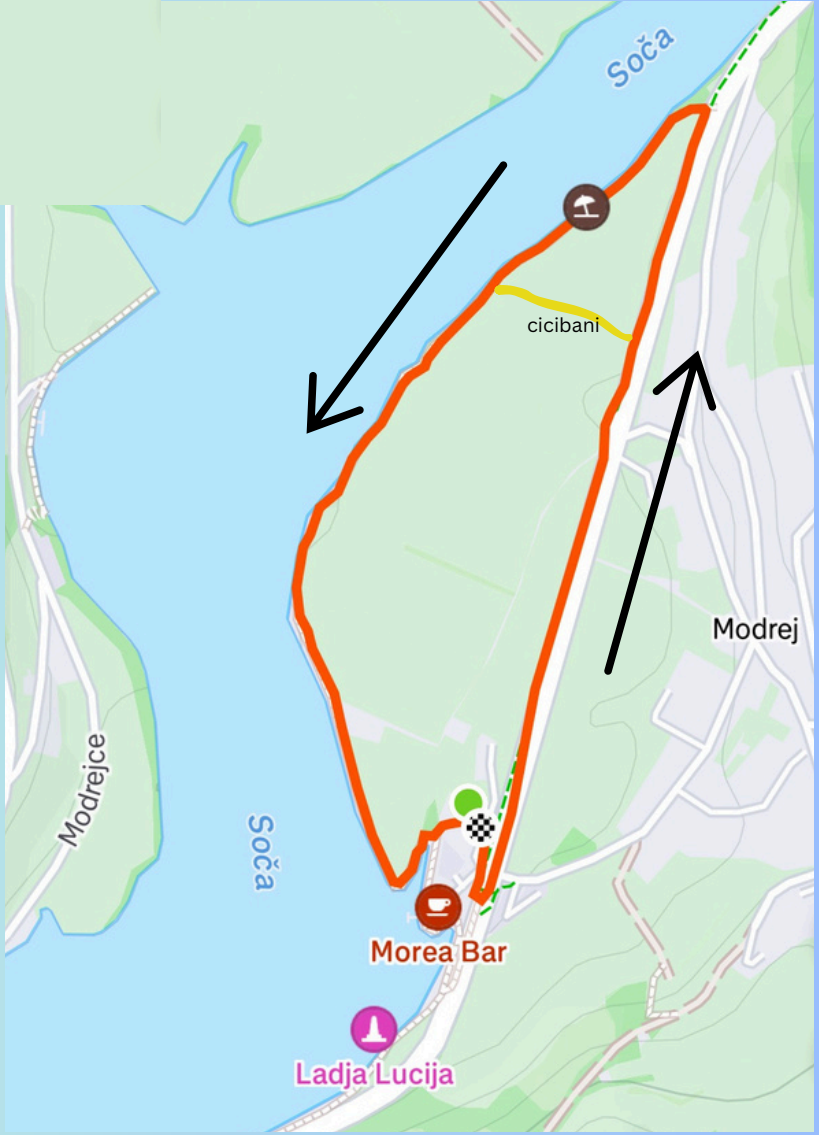 Soča
cicibani
Modrej
Modrejce
Soča
Morea Bar
Ladja Lucija